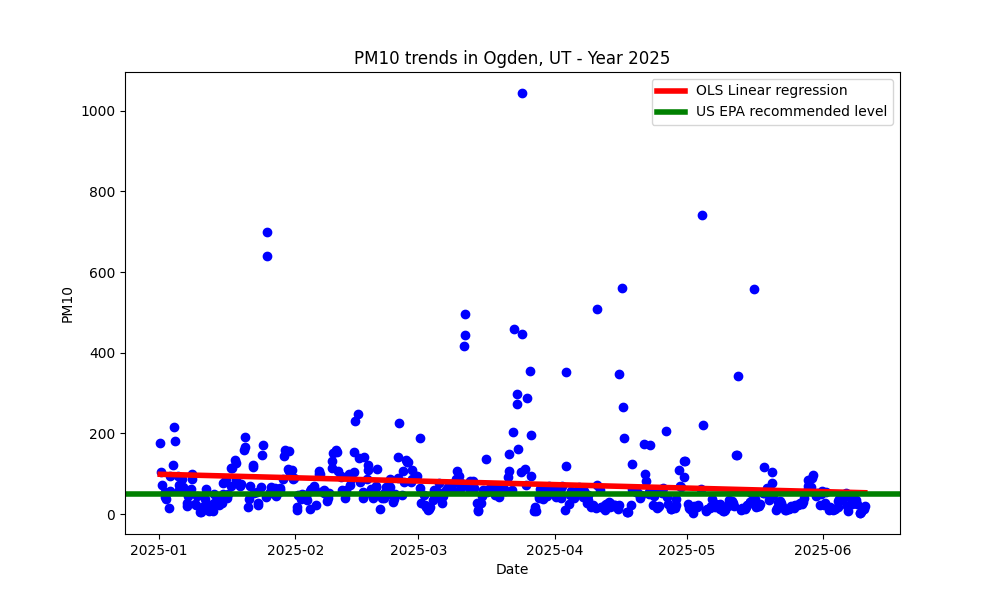 PM10 trends in Ogden, UT - Year 2025
OLS Linear regression
US EPA recommended level
1000
800
600
400
200
0
PM10
2025-01
2025-02
2025-03
2025-04
2025-05
2025-06
Date